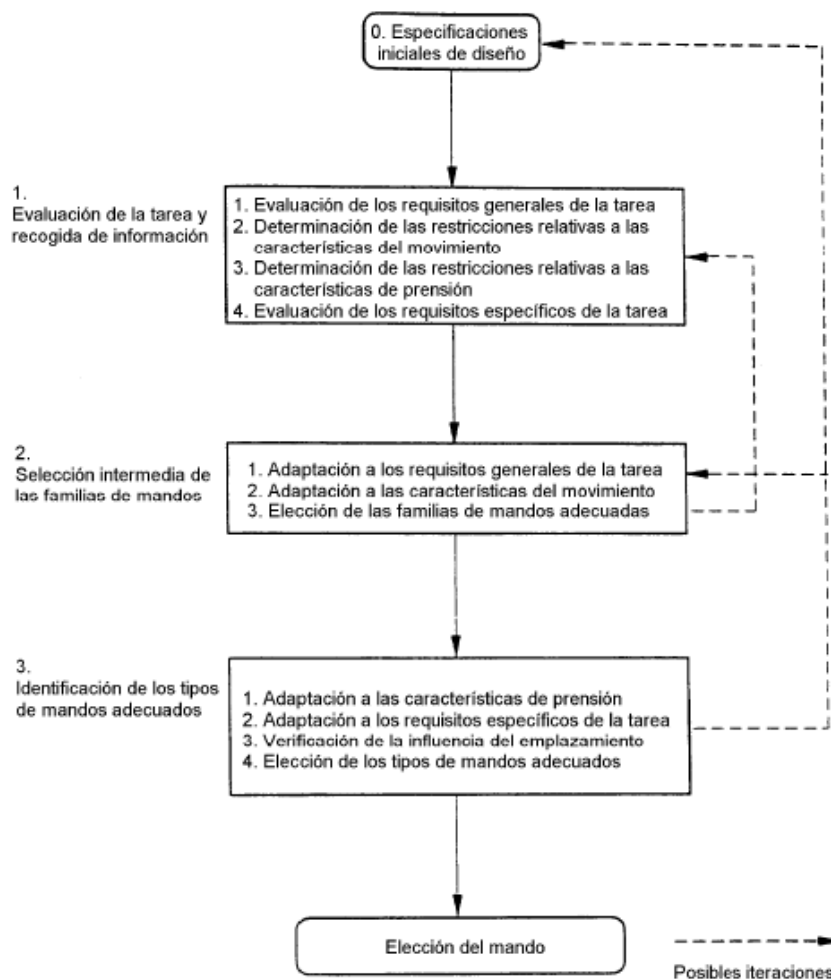 0. Especificaciones
iniciales de diseño
1.
Evaluación de la tarea y
recogida de información
1. Evaluación de los requisitos generales de la tarea
2. Determinación de las restricciones relativas a las
características del movimiento
3. Determinación de las restricciones relativas a las
características de prensión
4. Evaluación de los requisitos específicos de la tarea
2.
Selección intermedia de
las familias de mandos
1. Adaptación a los requisitos generales de la tarea
2. Adaptación a las características del movimiento
3. Elección de las familias de mandos adecuadas
3.
Identificación de los tipos
de mandos adecuados
1. Adaptación a las características de prensión
2. Adaptación a los requisitos específicos de la tarea
3. Verificación de la influencia del emplazamiento
4. Elección de los tipos de mandos adecuados
Elección del mando
Posibles iteraciones